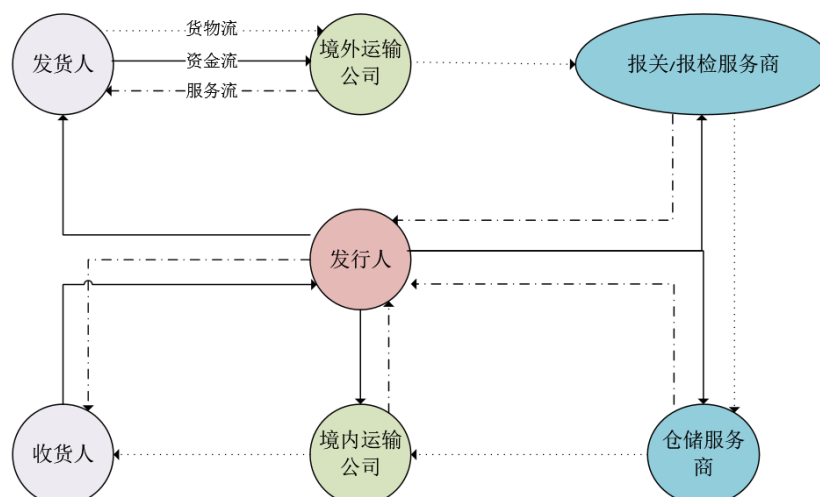 货物流
发货人
资金流
境外运输
公司
服务流
报关/报检服务商
发行人
收货人
境内运输
公司
仓储服务
商